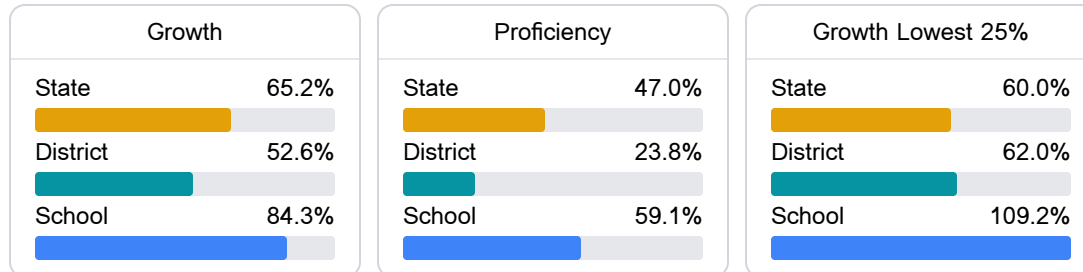 Growth
State 65.2%
District 52.6%
School 84.3%
Proficiency
State 47.0%
District 23.8%
School 59.1%
Growth Lowest 25%
State 60.0%
District 62.0%
School 109.2%